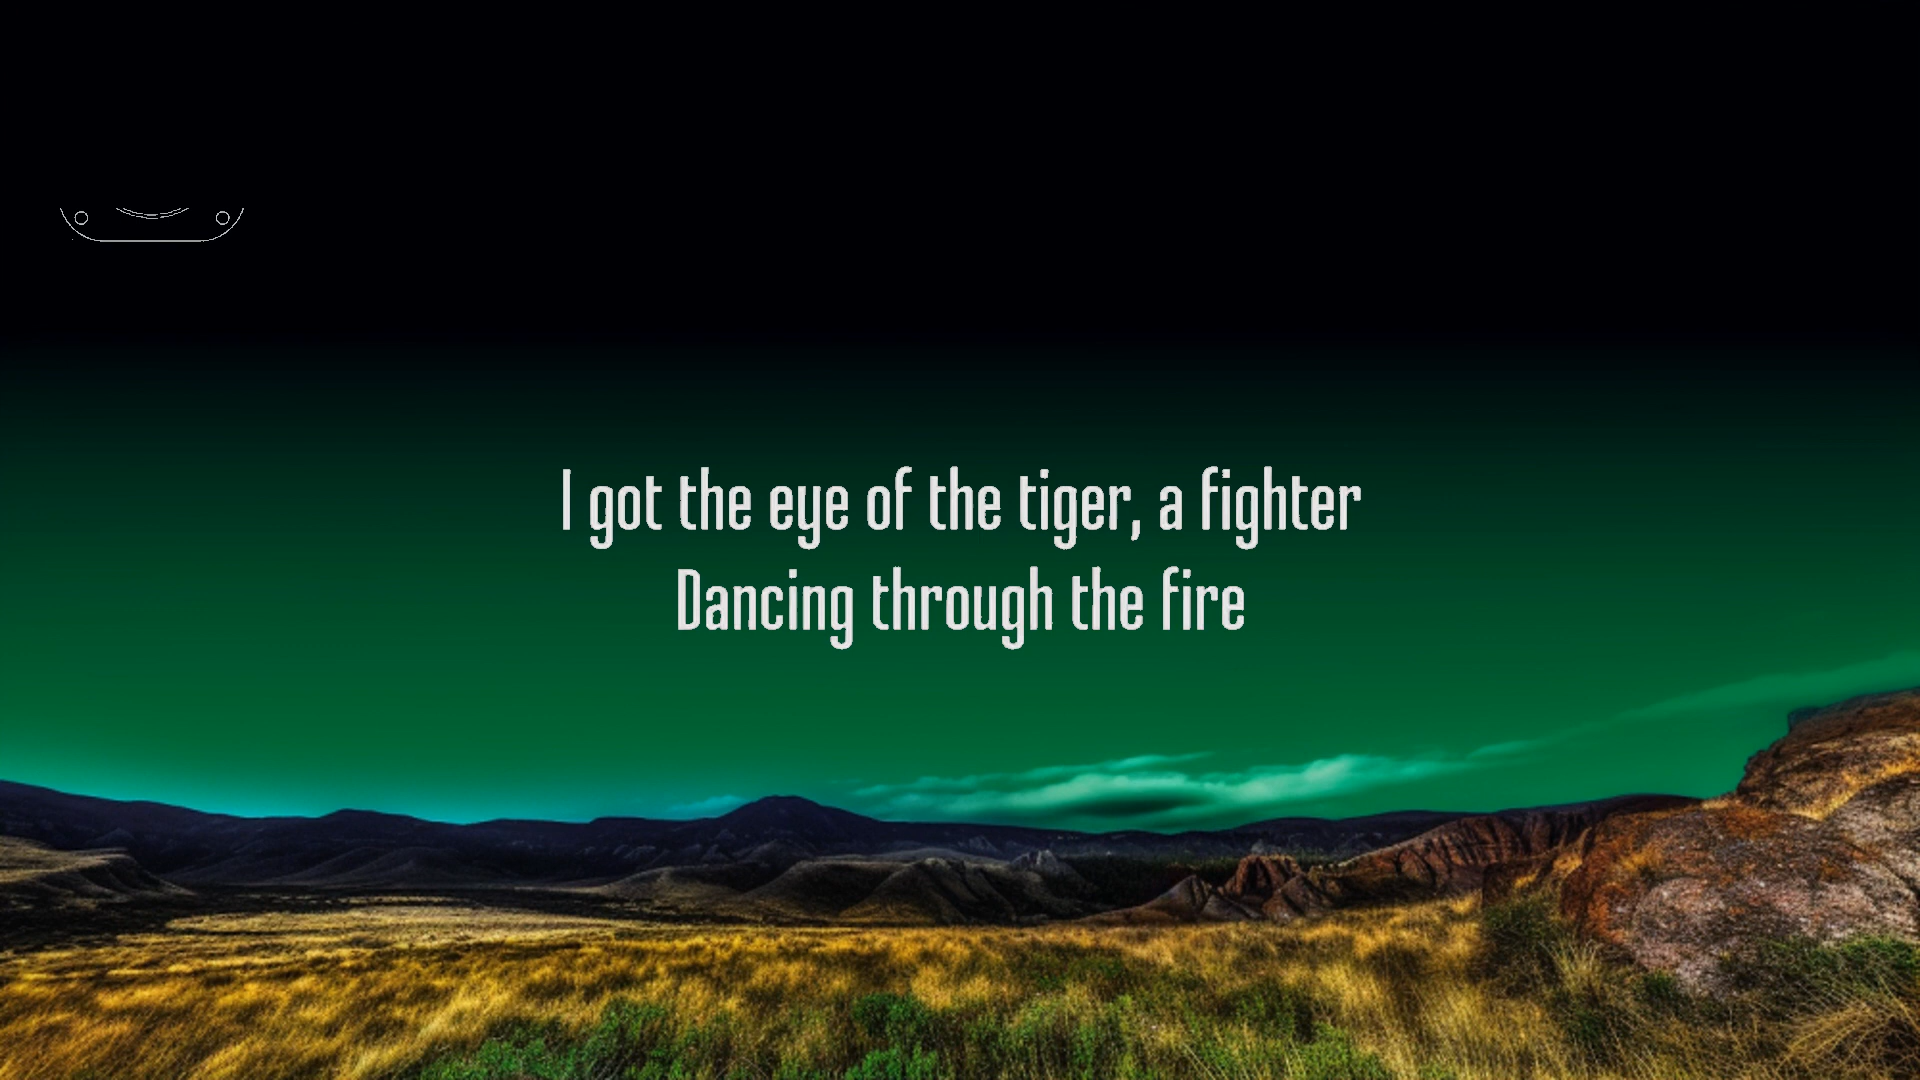 I got the eye of the tiger, a fighter
Dancing through the fire